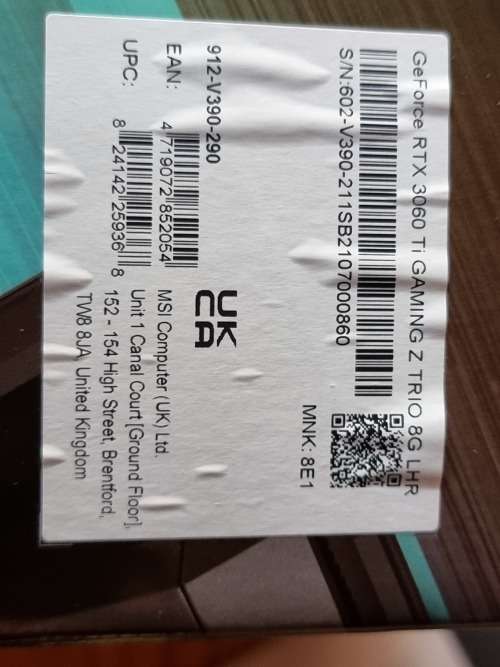 GeForce RTX 3060 Ti GAMING Z TRIO 8G LHR
S/N:602-V390-211SB2107000860
MNK: 8E1
912-V390-290
EAN:
4 719072 852054
UPC:
8 24142 25936 8
UK
CA
MSI Computer (UK) Ltd.
Unit 1 Canal Court [Ground Floor],
152 - 154 High Street, Brentford,
TW8 8JA, United Kingdom